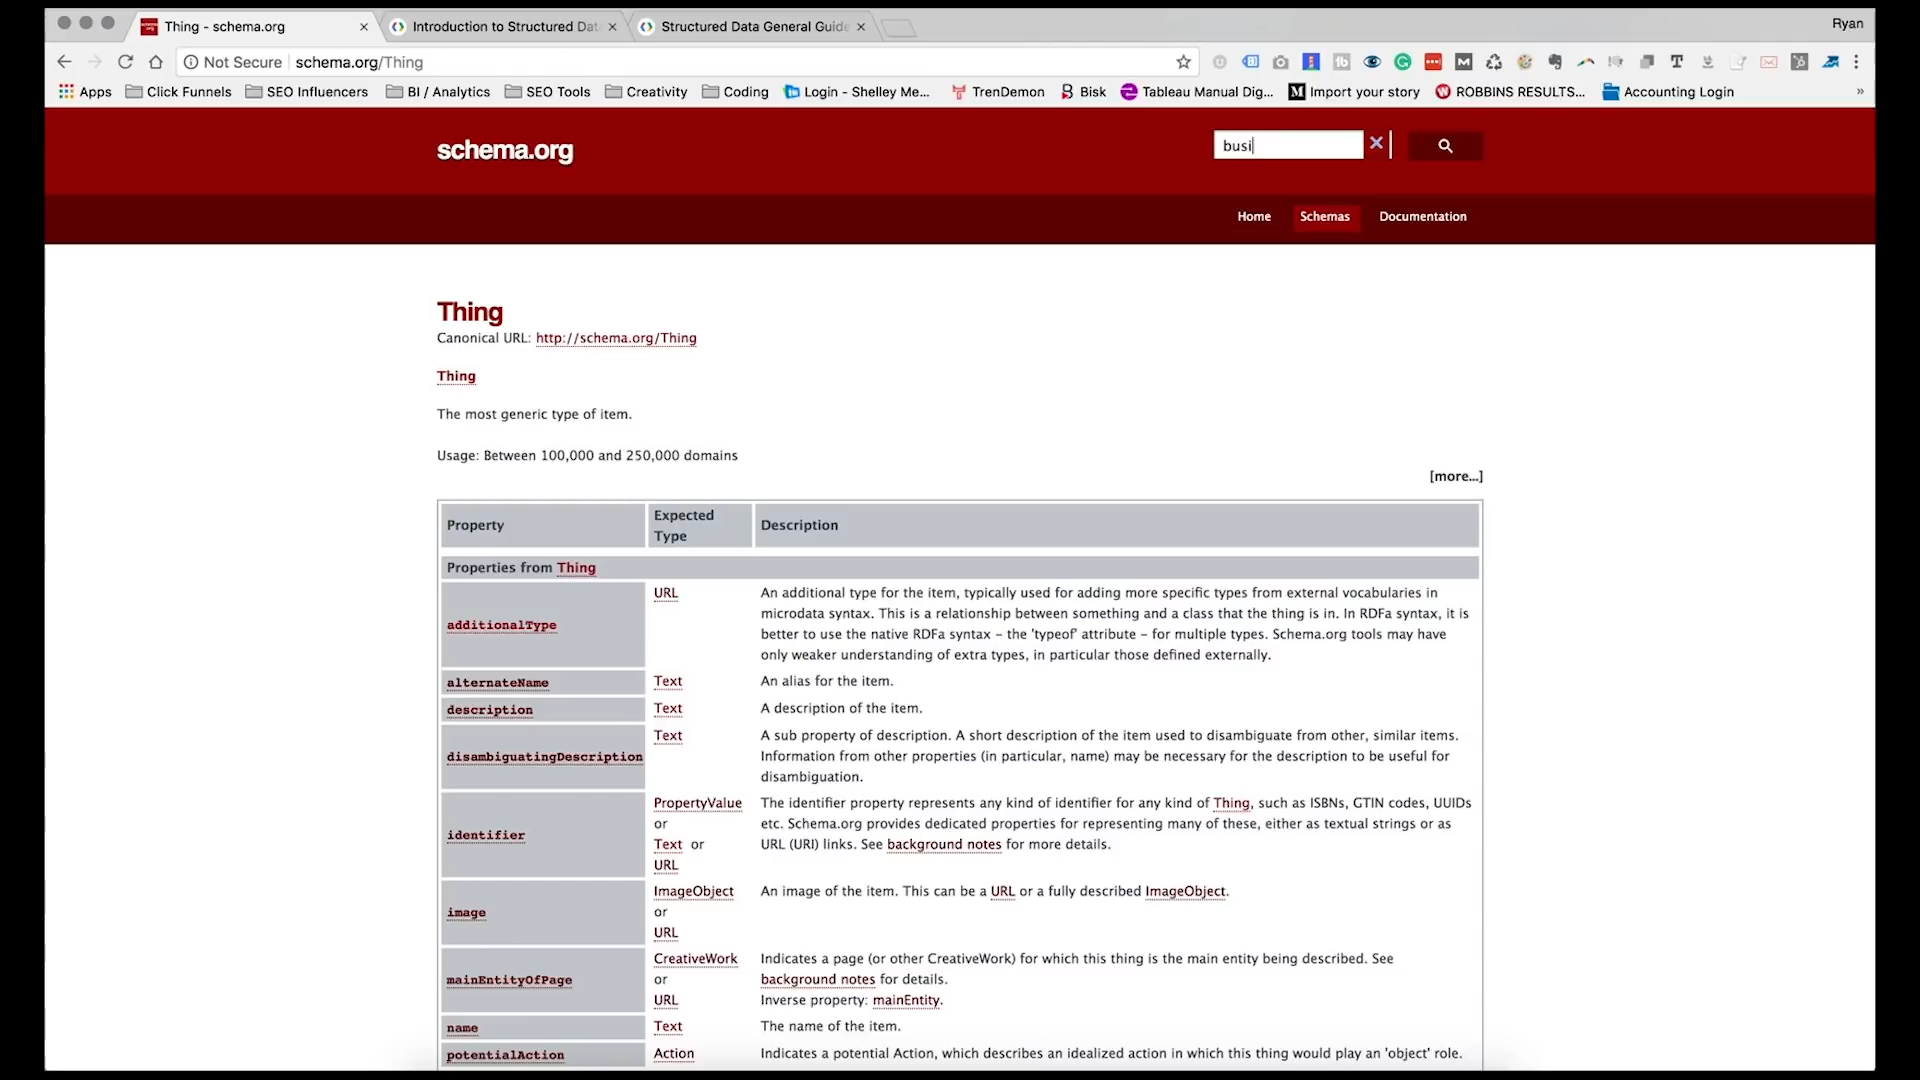 Thing - schema.org
Introduction to Structured Dat
Structured Data General Guide
Ryan
Not Secure
schema.org/Thing
Apps
Click Funnels
SEO Influencers
BI / Analytics
SEO Tools
Creativity
Coding
Login - Shelley Me...
TrenDemon
Bisk
Tableau Manual Dig...
Import your story
ROBBINS RESULTS...
Accounting Login
»
schema.org
busi
Home
Schemas
Documentation
Thing
Canonical URL: http://schema.org/Thing
Thing
The most generic type of item.
Usage: Between 100,000 and 250,000 domains
[more...]
Property
Expected
Type
Description
Properties from Thing
additionalType
URL
An additional type for the item, typically used for adding more specific types from external vocabularies in
microdata syntax. This is a relationship between something and a class that the thing is in. In RDFa syntax, it is
better to use the native RDFa syntax – the 'typeof' attribute – for multiple types. Schema.org tools may have
only weaker understanding of extra types, in particular those defined externally.
alternateName
Text
An alias for the item.
description
Text
A description of the item.
disambiguatingDescription
Text
A sub property of description. A short description of the item used to disambiguate from other, similar items.
Information from other properties (in particular, name) may be necessary for the description to be useful for
disambiguation.
identifier
PropertyValue
or
Text or
URL
The identifier property represents any kind of identifier for any kind of Thing, such as ISBNs, GTIN codes, UUIDs
etc. Schema.org provides dedicated properties for representing many of these, either as textual strings or as
URL (URI) links. See background notes for more details.
image
ImageObject
or
URL
An image of the item. This can be a URL or a fully described ImageObject.
mainEntityOfPage
CreativeWork
or
URL
Indicates a page (or other CreativeWork) for which this thing is the main entity being described. See
background notes for details.
Inverse property: mainEntity.
name
Text
The name of the item.
potentialAction
Action
Indicates a potential Action, which describes an idealized action in which this thing would play an 'object' role.